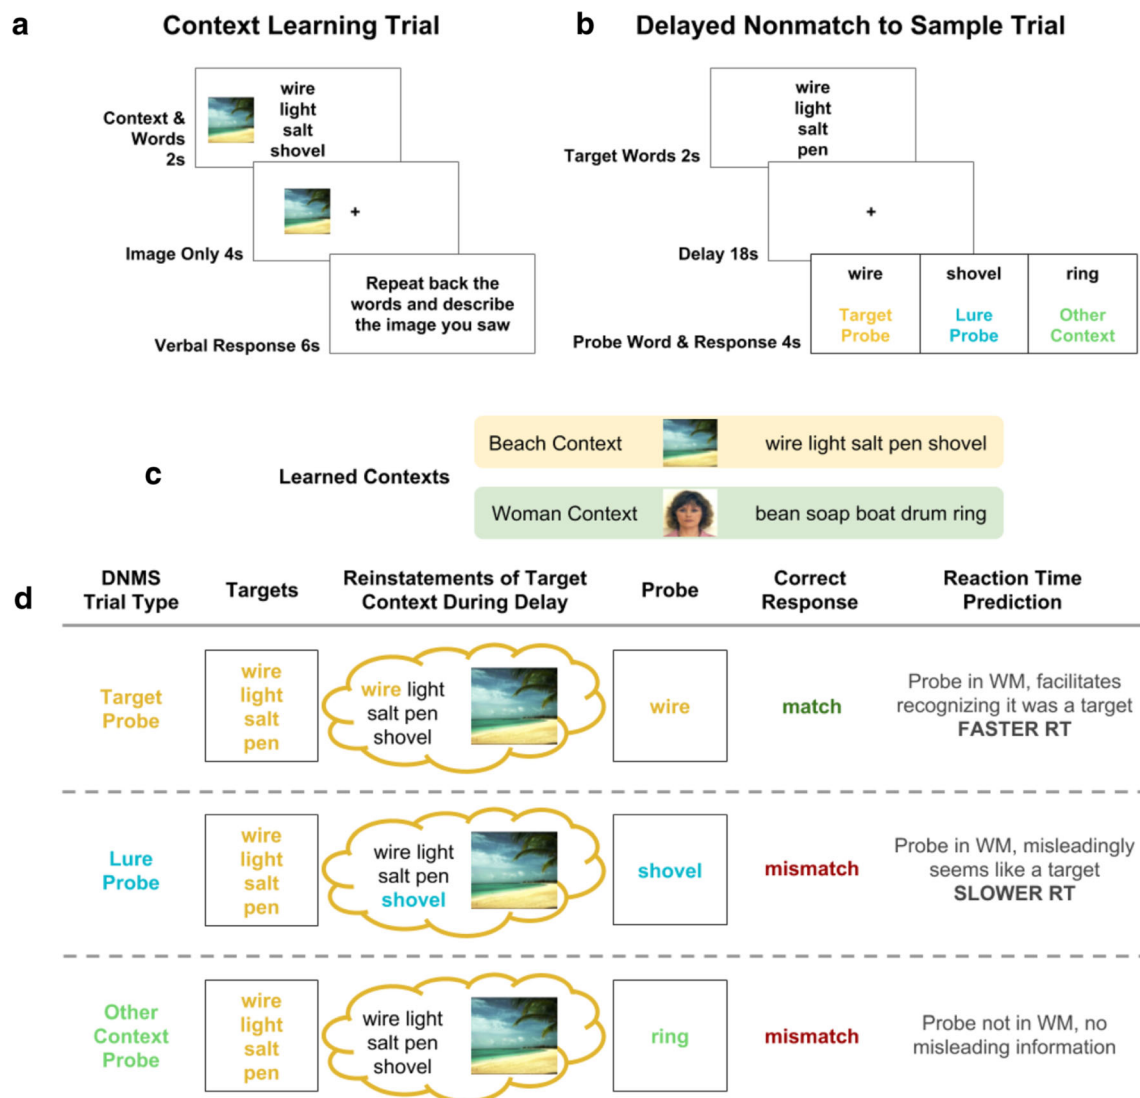 a
Context Learning Trial
Context &
Words
2s
wire
light
salt
shovel
+
Image Only 4s
Repeat back the
words and describe
the image you saw
Verbal Response 6s
b
Delayed Nonmatch to Sample Trial
wire
light
salt
pen
Target Words 2s
+
Delay 18s
wire
Target
Probe
shovel
Lure
Probe
ring
Other
Context
Probe Word & Response 4s
c
Learned Contexts
Beach Context wire light salt pen shovel
Woman Context bean soap boat drum ring
d
DNMS
Trial Type
Targets
Reinstatements of Target
Context During Delay
Probe
Correct
Response
Reaction Time
Prediction
Target
Probe
wire
light
salt
pen
wire light
salt pen
shovel
wire
match
Probe in WM, facilitates
recognizing it was a target
FASTER RT
Lure
Probe
wire
light
salt
pen
wire light
salt pen
shovel
shovel
mismatch
Probe in WM, misleadingly
seems like a target
SLOWER RT
Other
Context
Probe
wire
light
salt
pen
wire light
salt pen
shovel
ring
mismatch
Probe not in WM, no
misleading information